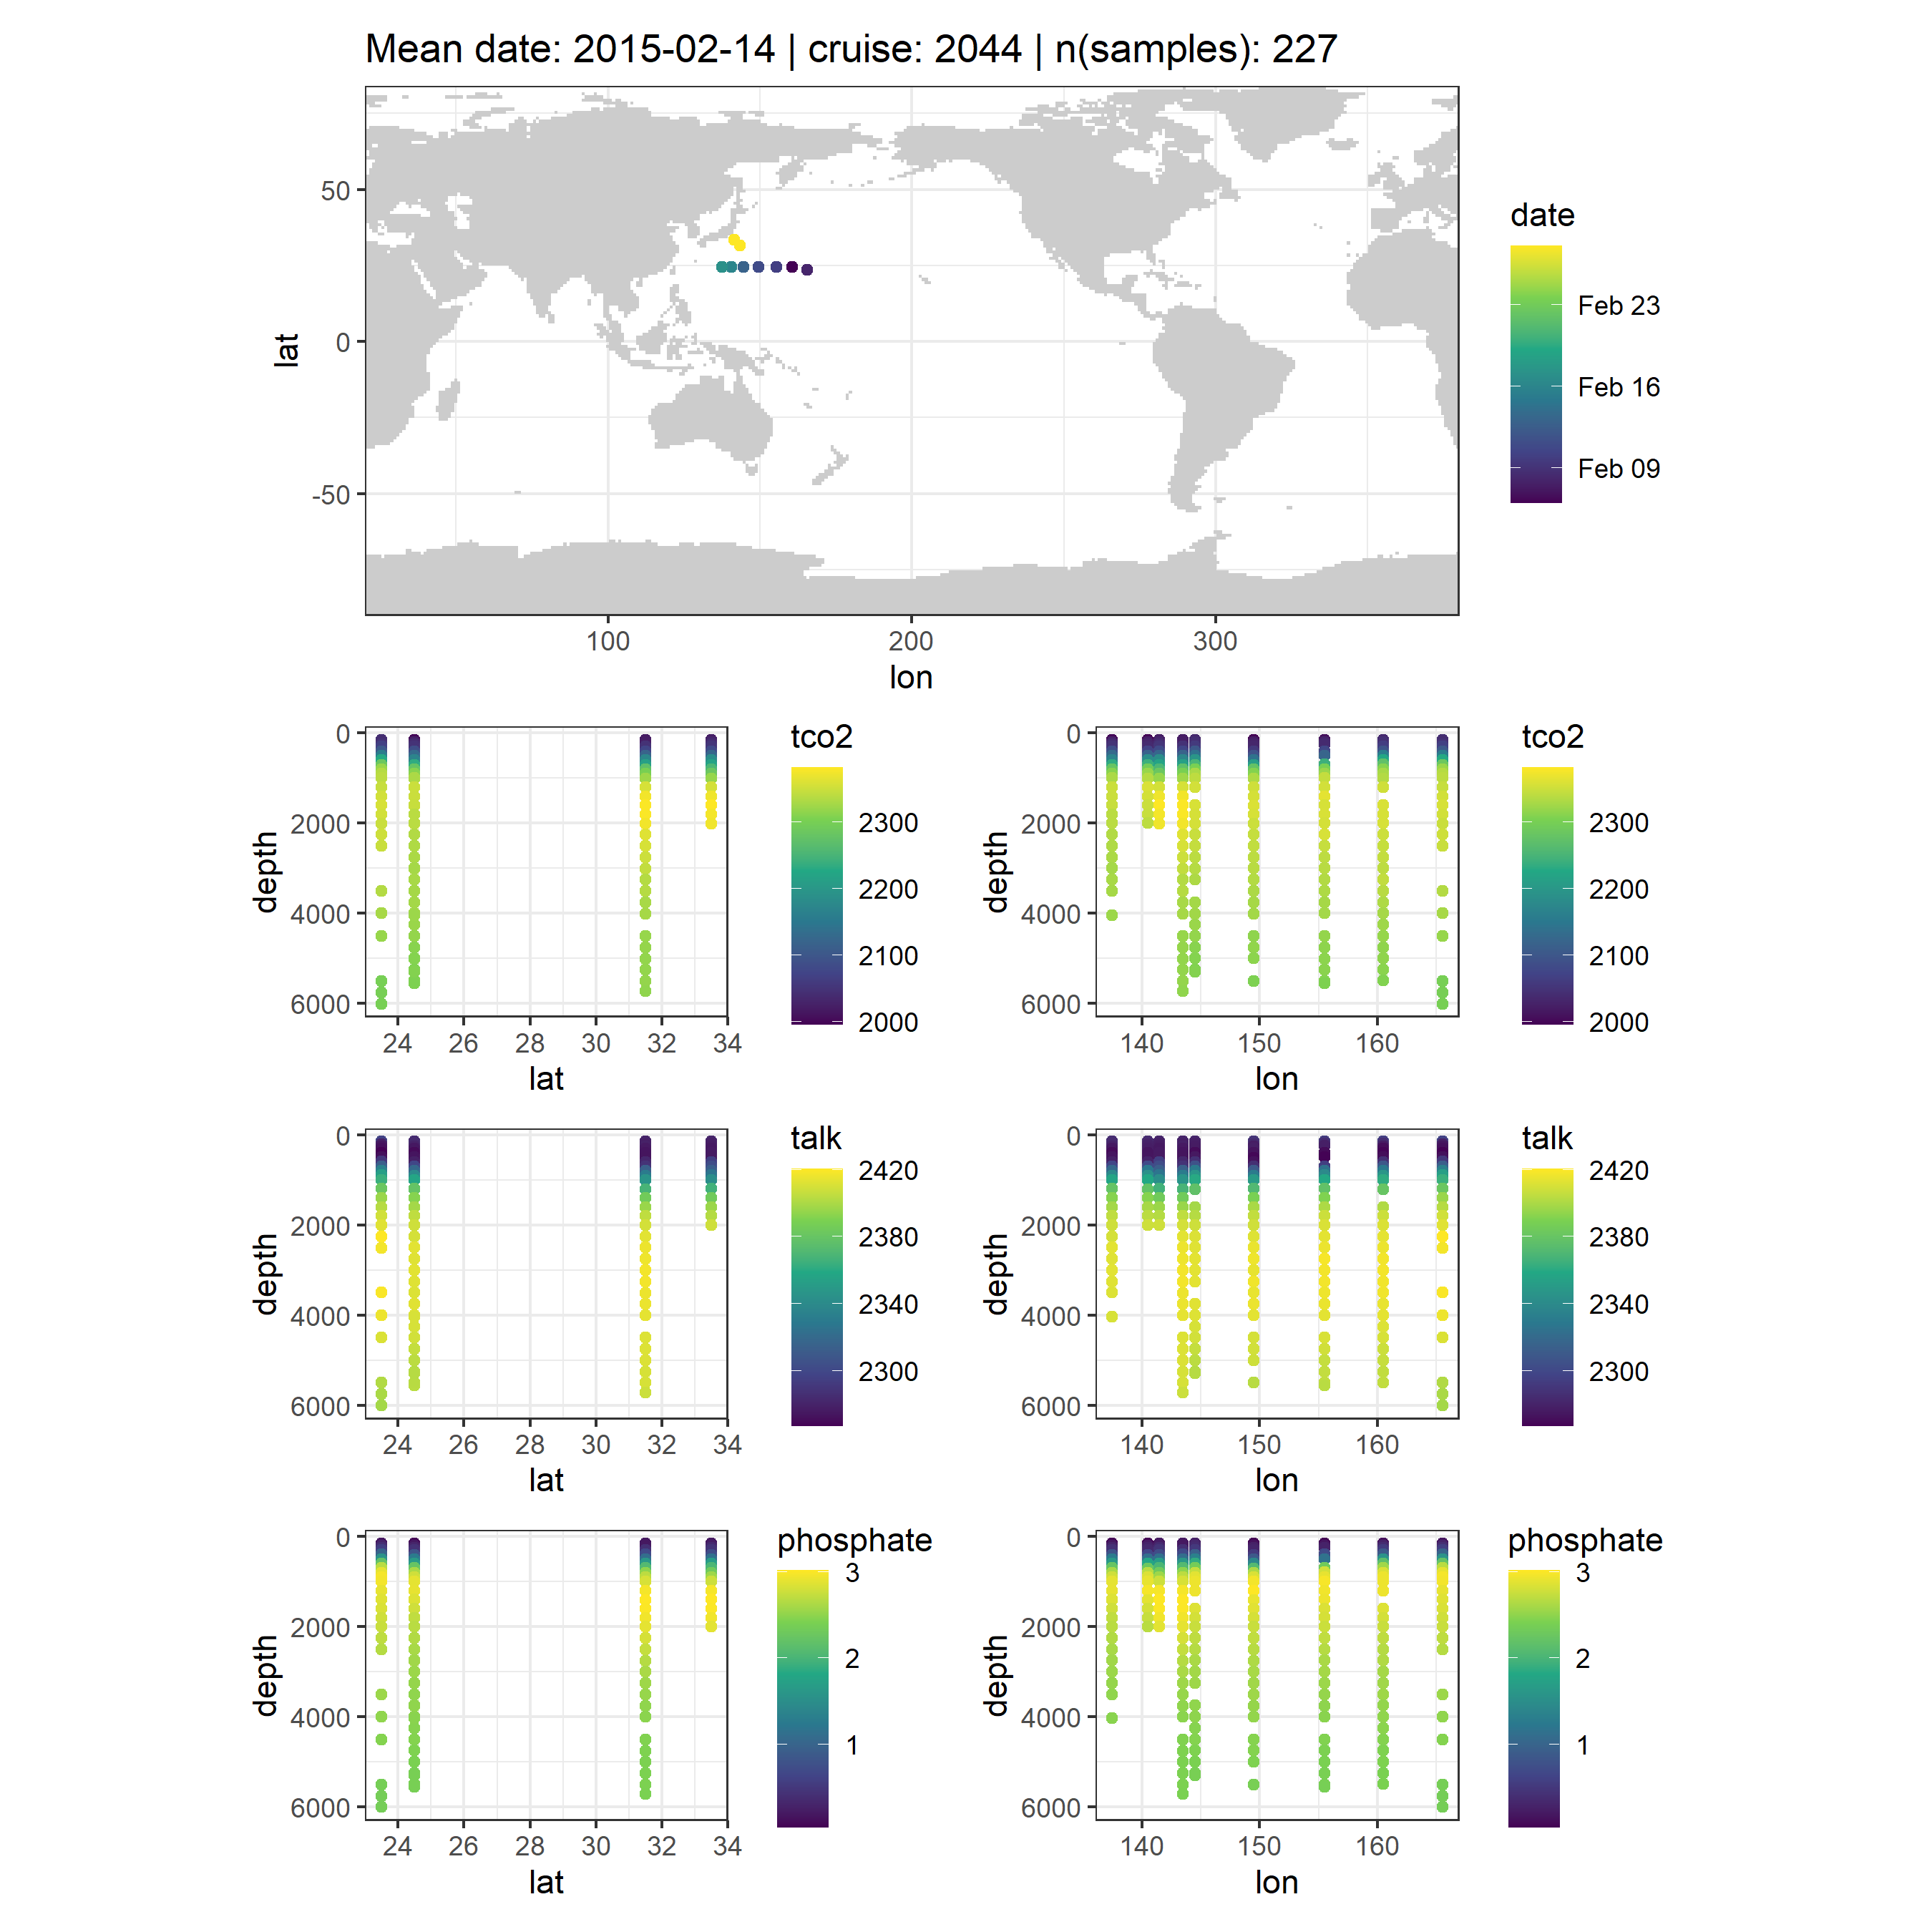 Mean date: 2015-02-14 | cruise: 2044 | n(samples): 227
lat
50
0
-50
100 200 300
lon
date
Feb 23
Feb 16
Feb 09
depth
0
2000
4000
6000
24 26 28 30 32 34
lat
tco2
2300
2200
2100
2000
depth
0
2000
4000
6000
140 150 160
lon
tco2
2300
2200
2100
2000
depth
0
2000
4000
6000
24 26 28 30 32 34
lat
talk
2420
2380
2340
2300
depth
0
2000
4000
6000
140 150 160
lon
talk
2420
2380
2340
2300
depth
0
2000
4000
6000
24 26 28 30 32 34
lat
phosphate
3
2
1
depth
0
2000
4000
6000
140 150 160
lon
phosphate
3
2
1